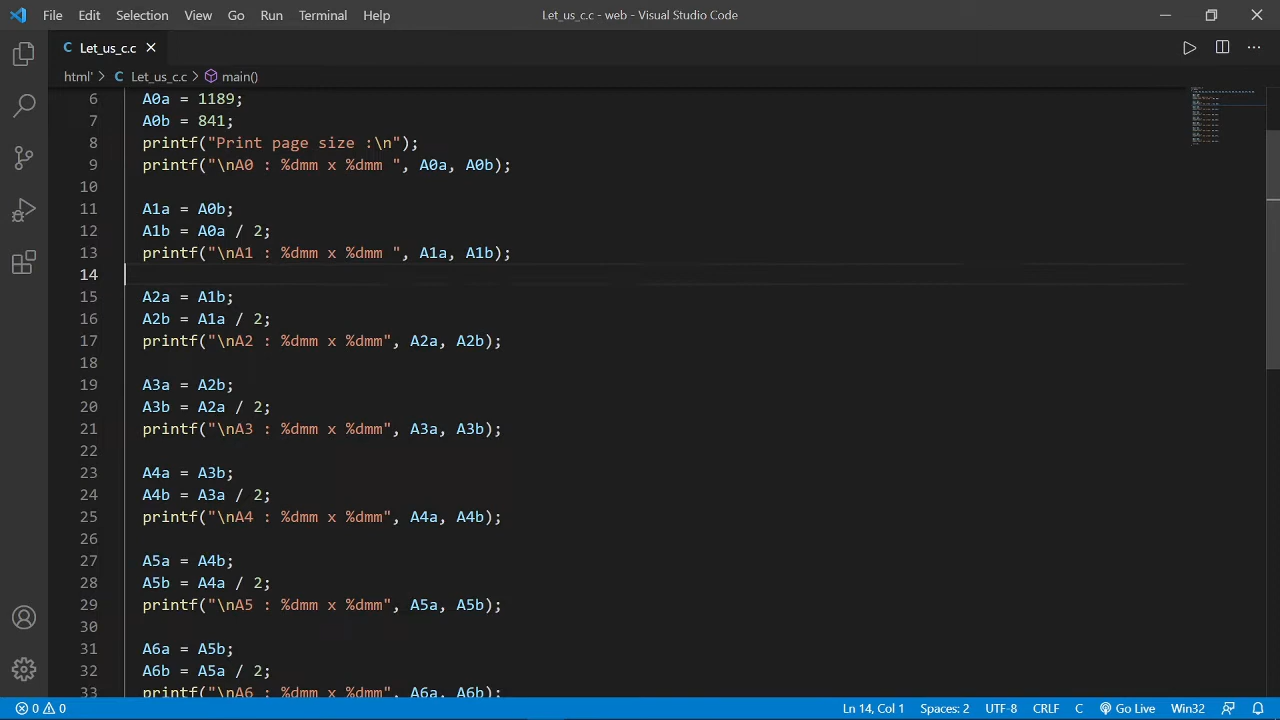 File Edit Selection View Go Run Terminal Help Let_us_c.c - web - Visual Studio Code
C Let_us_c.c
html' > C Let_us_c.c > main()
6 A0a = 1189;
7 A0b = 841;
8 printf("Print page size :\n");
9 printf("\nA0 : %dmm x %dmm ", A0a, A0b);
10
11 A1a = A0b;
12 A1b = A0a / 2;
13 printf("\nA1 : %dmm x %dmm ", A1a, A1b);
14
15 A2a = A1b;
16 A2b = A1a / 2;
17 printf("\nA2 : %dmm x %dmm", A2a, A2b);
18
19 A3a = A2b;
20 A3b = A2a / 2;
21 printf("\nA3 : %dmm x %dmm", A3a, A3b);
22
23 A4a = A3b;
24 A4b = A3a / 2;
25 printf("\nA4 : %dmm x %dmm", A4a, A4b);
26
27 A5a = A4b;
28 A5b = A4a / 2;
29 printf("\nA5 : %dmm x %dmm", A5a, A5b);
30
31 A6a = A5b;
32 A6b = A5a / 2;
33 printf("\nA6 : %dmm x %dmm", A6a, A6b);
0 0 Ln 14, Col 1 Spaces: 2 UTF-8 CRLF C Go Live Win32